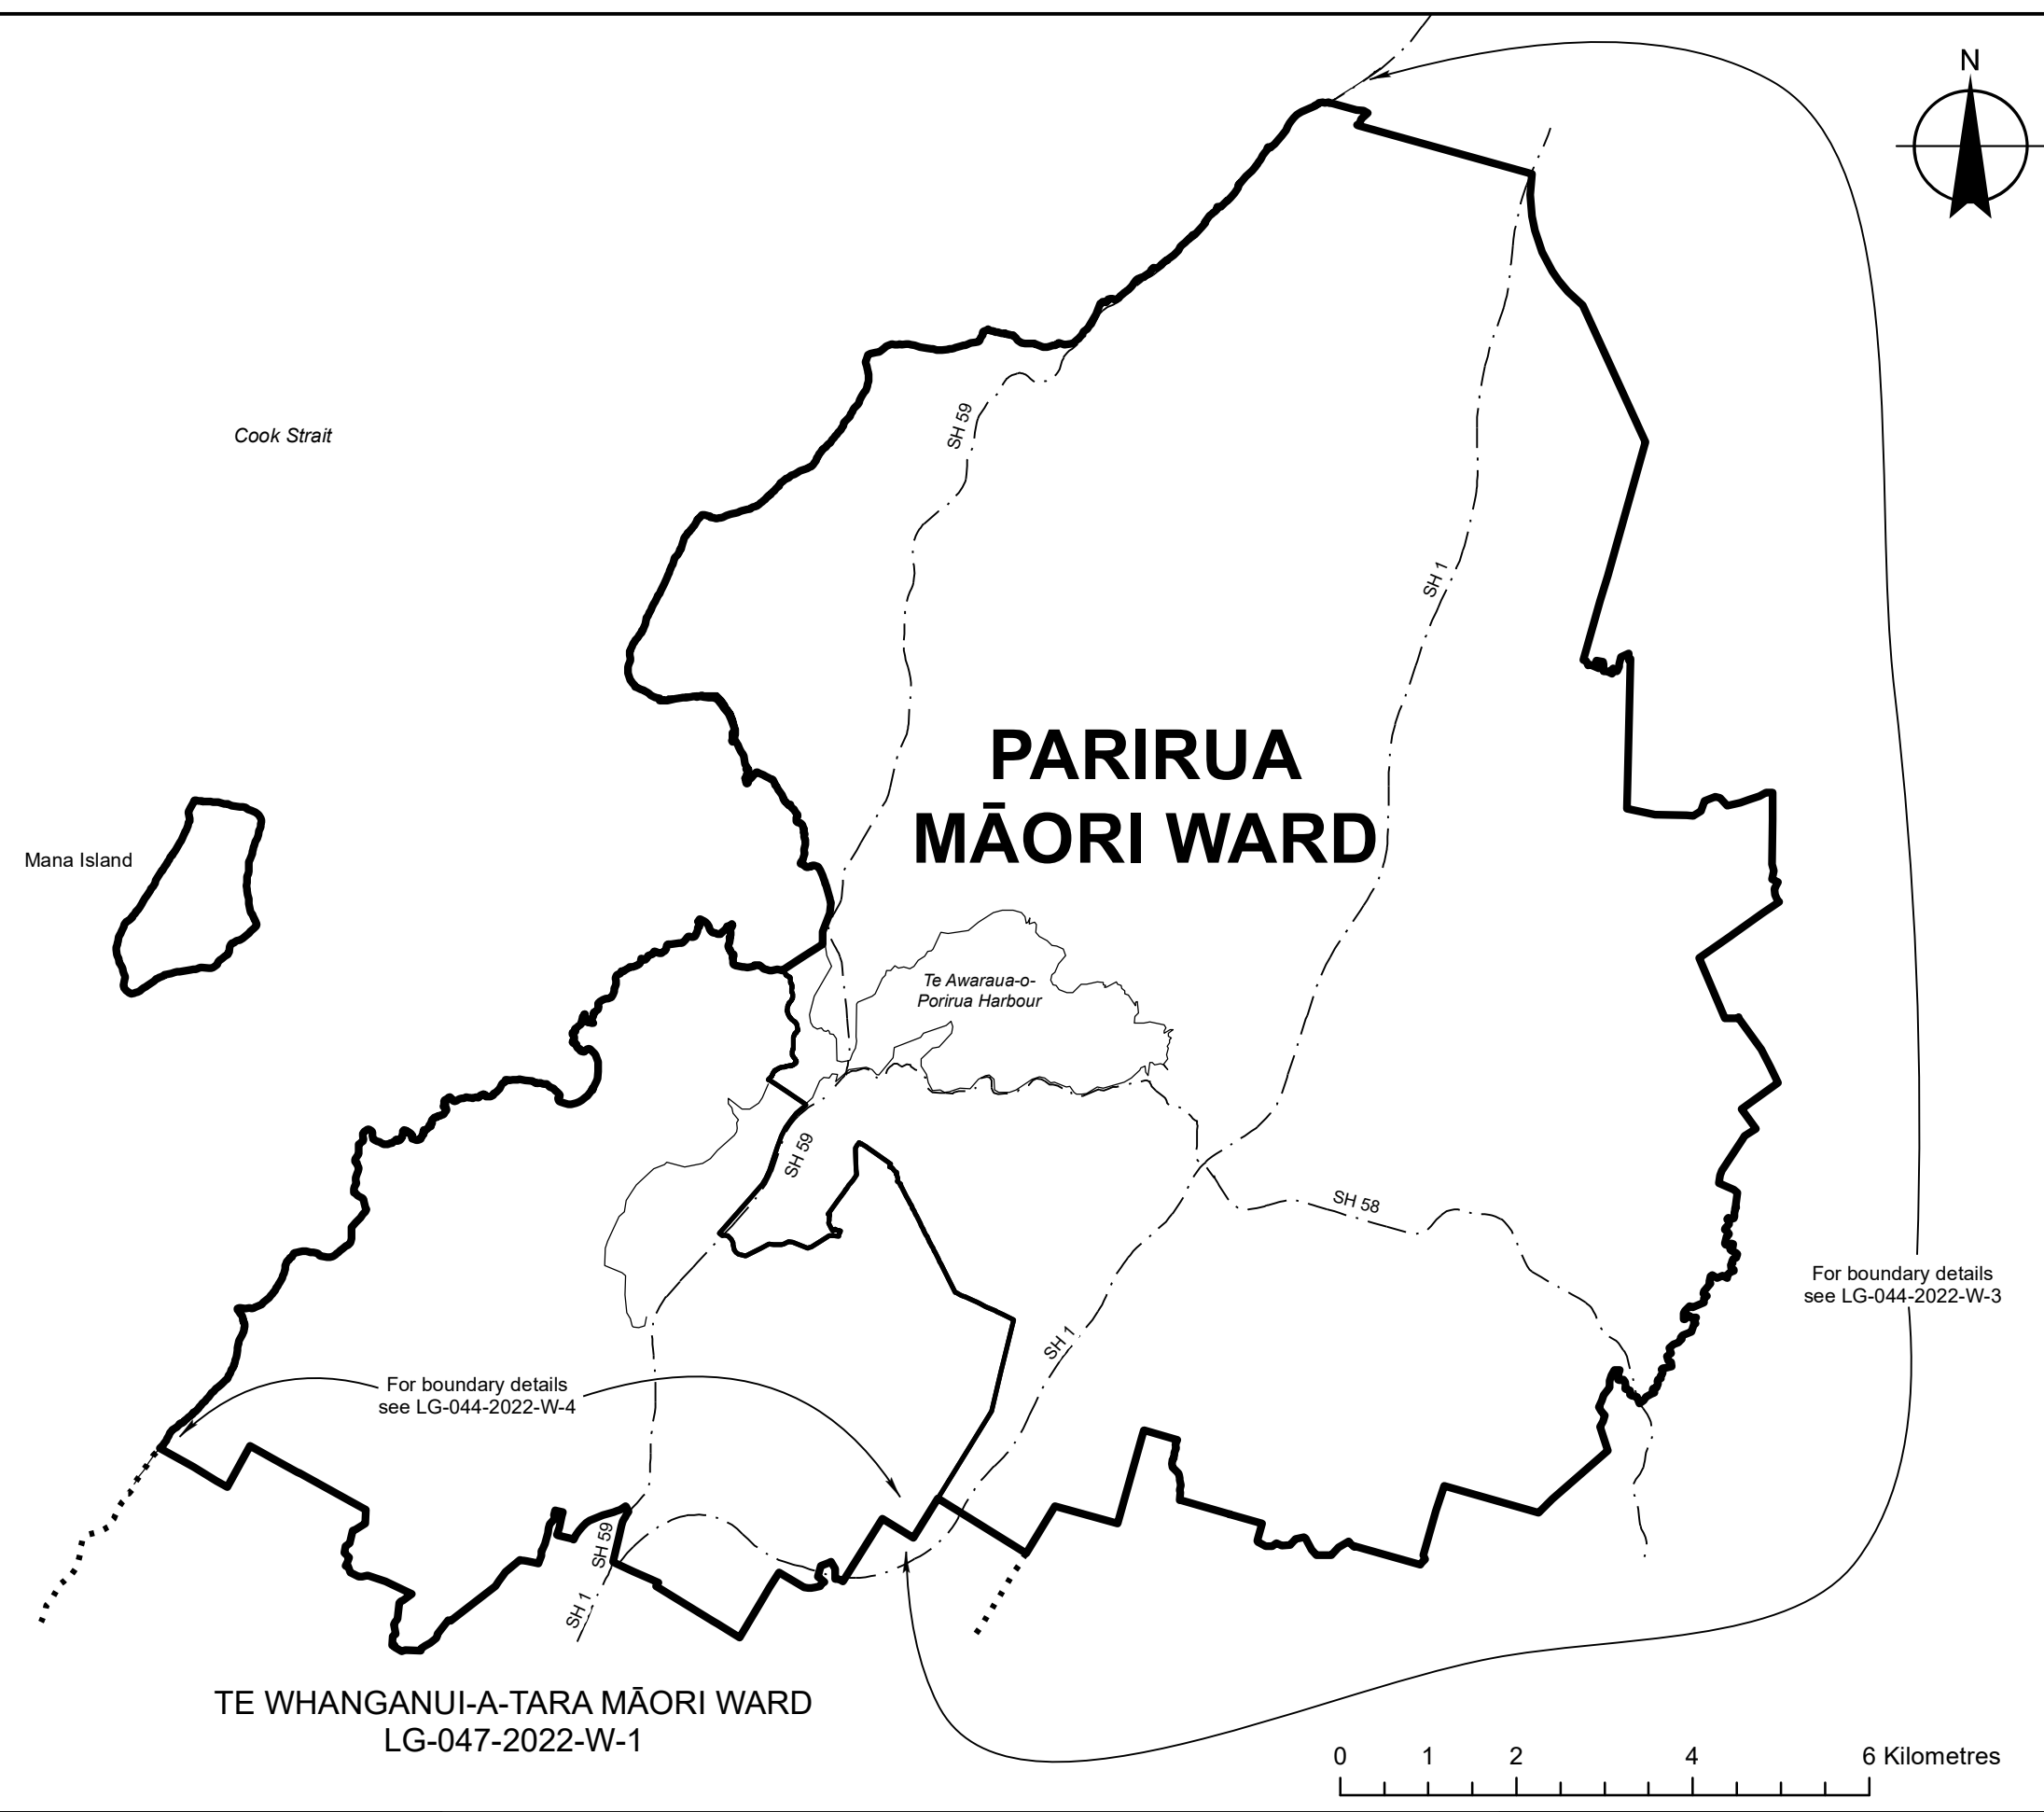 N
SH 59
Cook Strait
SH 1
PARIRUA
MĀORI WARD
Mana Island
Te Awaraua-o-
Porirua Harbour
SH 59
SH 58
For boundary details
see LG-044-2022-W-3
SH 1
For boundary details
see LG-044-2022-W-4
SH 59
SH 1
TE WHANGANUI-A-TARA MĀORI WARD
LG-047-2022-W-1
0 1 2 4 6 Kilometres